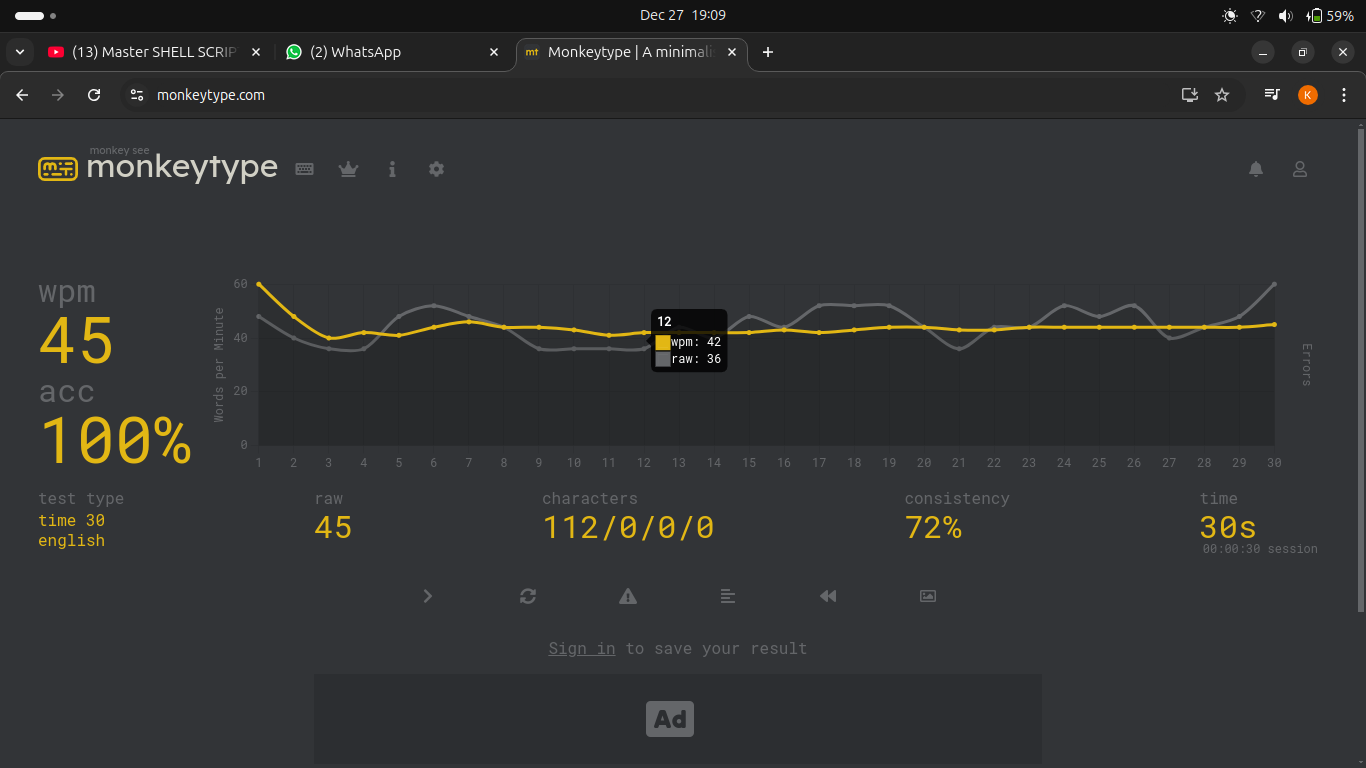 Dec 27 19:09
59%
(13) Master SHELL SCRIP
(2) WhatsApp
mt
Monkeytype | A minimalis
monkeytype.com
K
monkey see
monkeytype
wpm
45
acc
100%
Words per Minute
60
40
20
0
12
wpm: 42
raw: 36
Errors
1 2 3 4 5 6 7 8 9 10 11 12 13 14 15 16 17 18 19 20 21 22 23 24 25 26 27 28 29 30
test type
time 30
english
raw
45
characters
112/0/0/0
consistency
72%
time
30s
00:00:30 session
Sign in to save your result
Ad